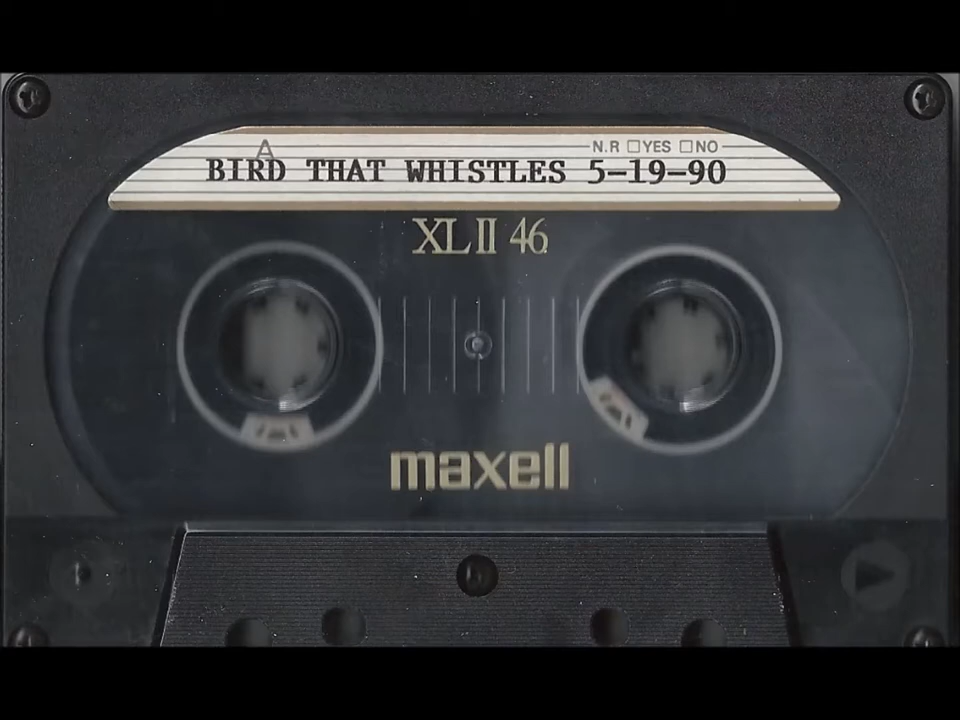 A
N.R □YES □NO
BIRD THAT WHISTLES 5-19-90
XLII 46
maxell